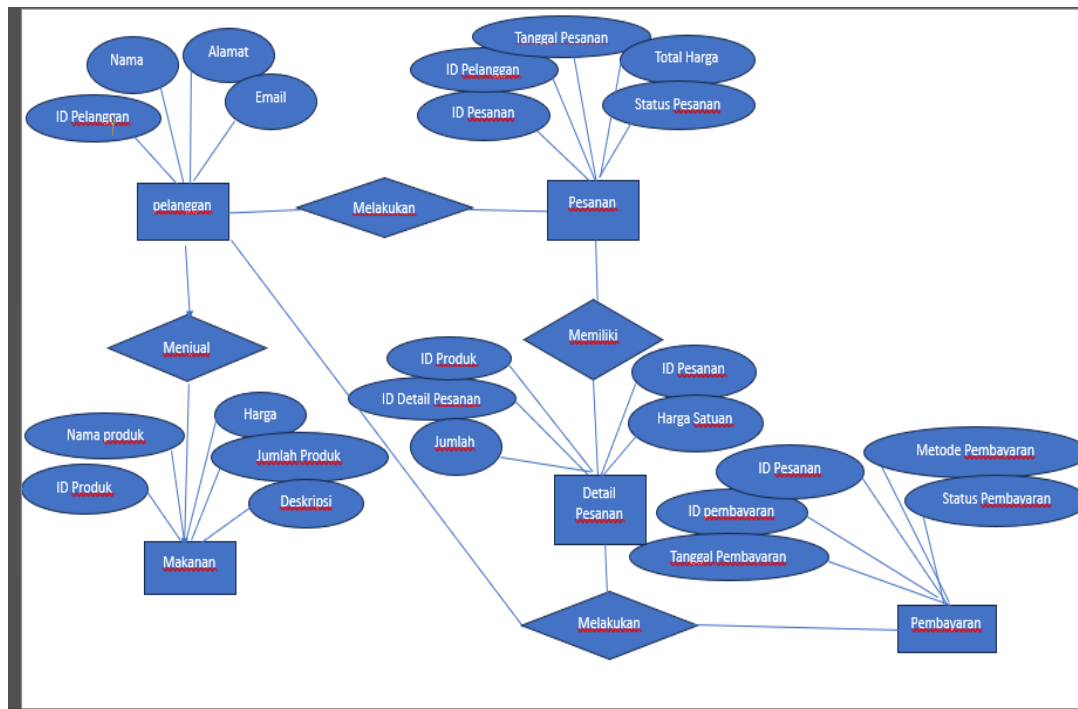 Nama
Alamat
Email
ID Pelanggan
Tanggal Pesanan
ID Pelanggan
ID Pesanan
Total Harga
Status Pesanan
pelanggan
Melakukan
Pesanan
Menjual
Memiliki
ID Produk
ID Detail Pesanan
Jumlah
ID Pesanan
Harga Satuan
Nama produk
ID Produk
Harga
Jumlah Produk
Deskripsi
Makanan
Detail
Pesanan
ID Pesanan
ID pembayaran
Tanggal Pembayaran
Metode Pembayaran
Status Pembayaran
Melakukan
Pembayaran